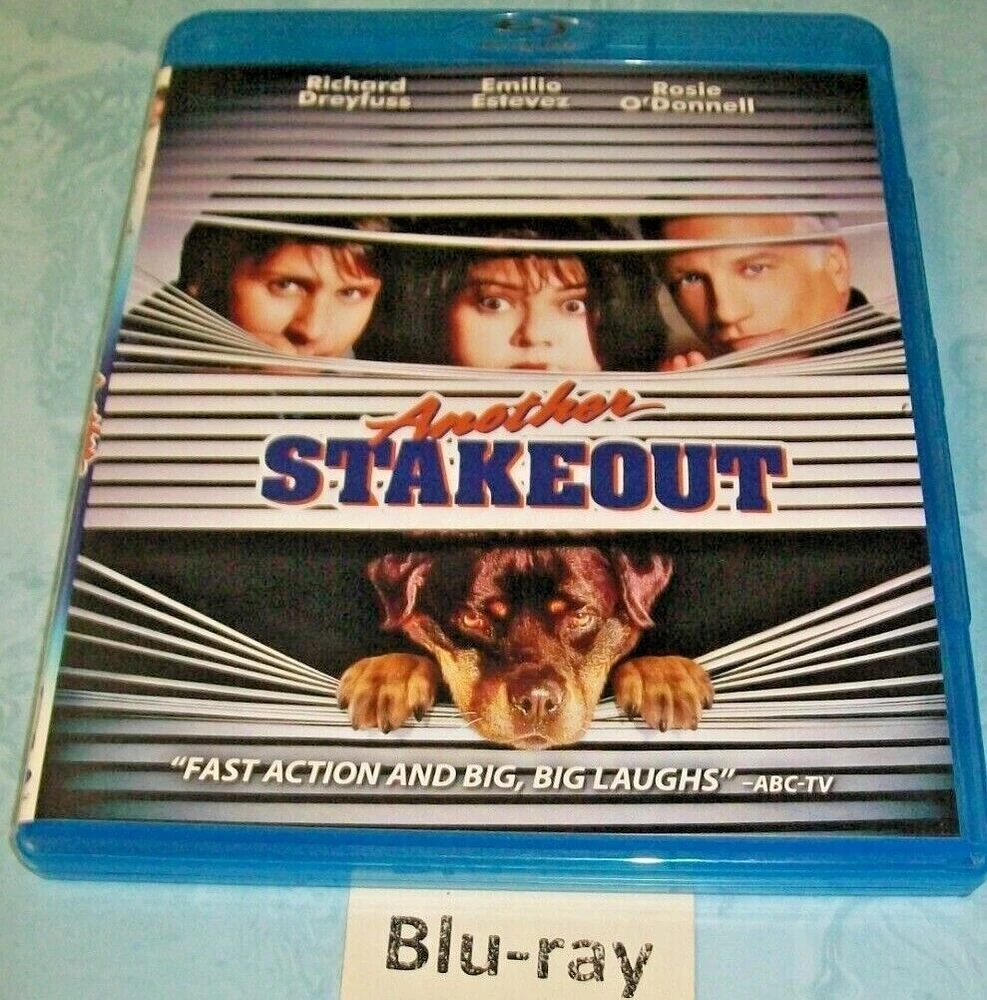 Richard
Dreyfuss
Emilio
Estevez
Rosie
O'Donnell
Another
STAKEOUT
"FAST ACTION AND BIG, BIG LAUGHS" –ABC-TV
Blu-ray